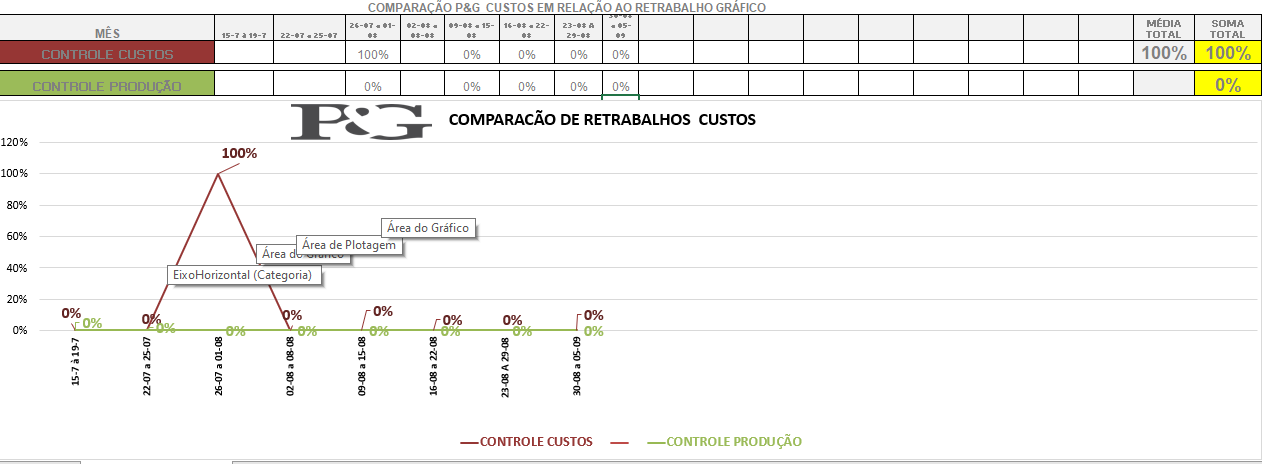 COMPARAÇÃO P&G CUSTOS EM RELAÇÃO AO RETRABALHO GRÁFICO
MÊS 15-7 à 19-7 22-07 a 25-07 26-07 a 01-08 02-08 a 08-08 09-08 a 15-08 16-08 a 22-08 23-08 A 29-08 30-08 a 05-09 MÉDIA TOTAL SOMA TOTAL
CONTROLE CUSTOS 100% 0% 0% 0% 0% 100% 100%
CONTROLE PRODUÇÃO 0% 0% 0% 0% 0% 0%
P&G COMPARACÃO DE RETRABALHOS CUSTOS
120%
100%
80%
60%
40%
20%
0%
100%
Área do Gráfico
Área de Plotagem
Área do Gráfico
EixoHorizontal (Categoria)
0% 0% 0% 0% 0% 0% 0%
0% 0% 0% 0% 0% 0% 0% 0%
15-7 à 19-7
22-07 a 25-07
26-07 a 01-08
02-08 a 08-08
09-08 a 15-08
16-08 a 22-08
23-08 A 29-08
30-08 a 05-09
CONTROLE CUSTOS CONTROLE PRODUÇÃO